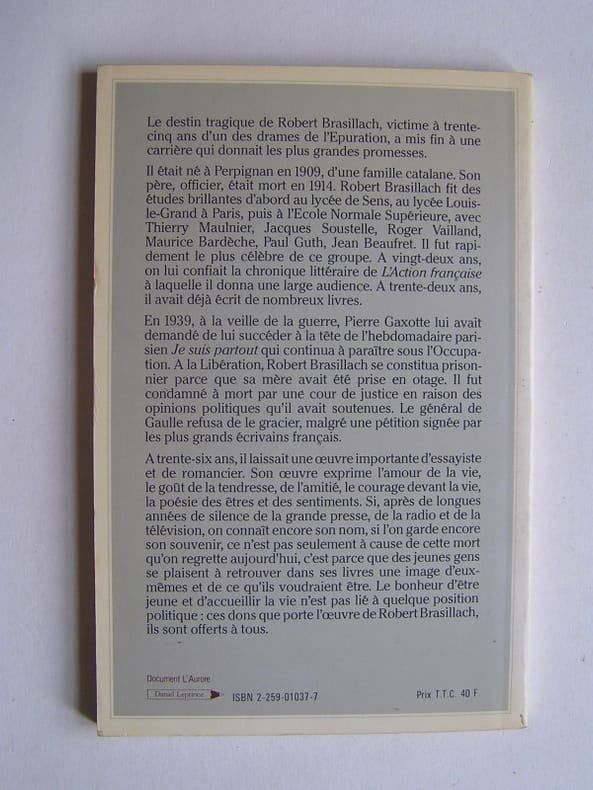 Le destin tragique de Robert Brasillach, victime à trente-
cinq ans d'un des drames de l'Epuration, a mis fin à une
carrière qui donnait les plus grandes promesses.
Il était né à Perpignan en 1909, d'une famille catalane. Son
père, officier, était mort en 1914. Robert Brasillach fit des
études brillantes d'abord au lycée de Sens, au lycée Louis-
le-Grand à Paris, puis à l'Ecole Normale Supérieure, avec
Thierry Maulnier, Jacques Soustelle, Roger Vailland,
Maurice Bardèche, Paul Guth, Jean Beaufret. Il fut rapi-
dement le plus célèbre de ce groupe. A vingt-deux ans,
on lui confiait la chronique littéraire de L'Action française
à laquelle il donna une large audience. A trente-deux ans,
il avait déjà écrit de nombreux livres.
En 1939, à la veille de la guerre, Pierre Gaxotte lui avait
demandé de lui succéder à la tête de l'hebdomadaire pari-
sien Je suis partout qui continua à paraître sous l'Occupa-
tion. A la Libération, Robert Brasillach se constitua prison-
nier parce que sa mère avait été prise en otage. Il fut
condamné à mort par une cour de justice en raison des
opinions politiques qu'il avait soutenues. Le général de
Gaulle refusa de le gracier, malgré une pétition signée par
les plus grands écrivains français.
A trente-six ans, il laissait une œuvre importante d'essayiste
et de romancier. Son œuvre exprime l'amour de la vie,
le goût de la tendresse, de l'amitié, le courage devant la vie,
la poésie des êtres et des sentiments. Si, après de longues
années de silence de la grande presse, de la radio et de la
télévision, on connaît encore son nom, si l'on garde encore
son souvenir, ce n'est pas seulement à cause de cette mort
qu'on regrette aujourd'hui, c'est parce que des jeunes gens
se plaisent à retrouver dans ses livres une image d'eux-
mêmes et de ce qu'ils voudraient être. Le bonheur d'être
jeune et d'accueillir la vie n'est pas lié à quelque position
politique : ces dons que porte l'œuvre de Robert Brasillach,
ils sont offerts à tous.
Document L'Aurore
Daniel Leprince ISBN 2-259-01037-7 Prix T.T.C. 40 F